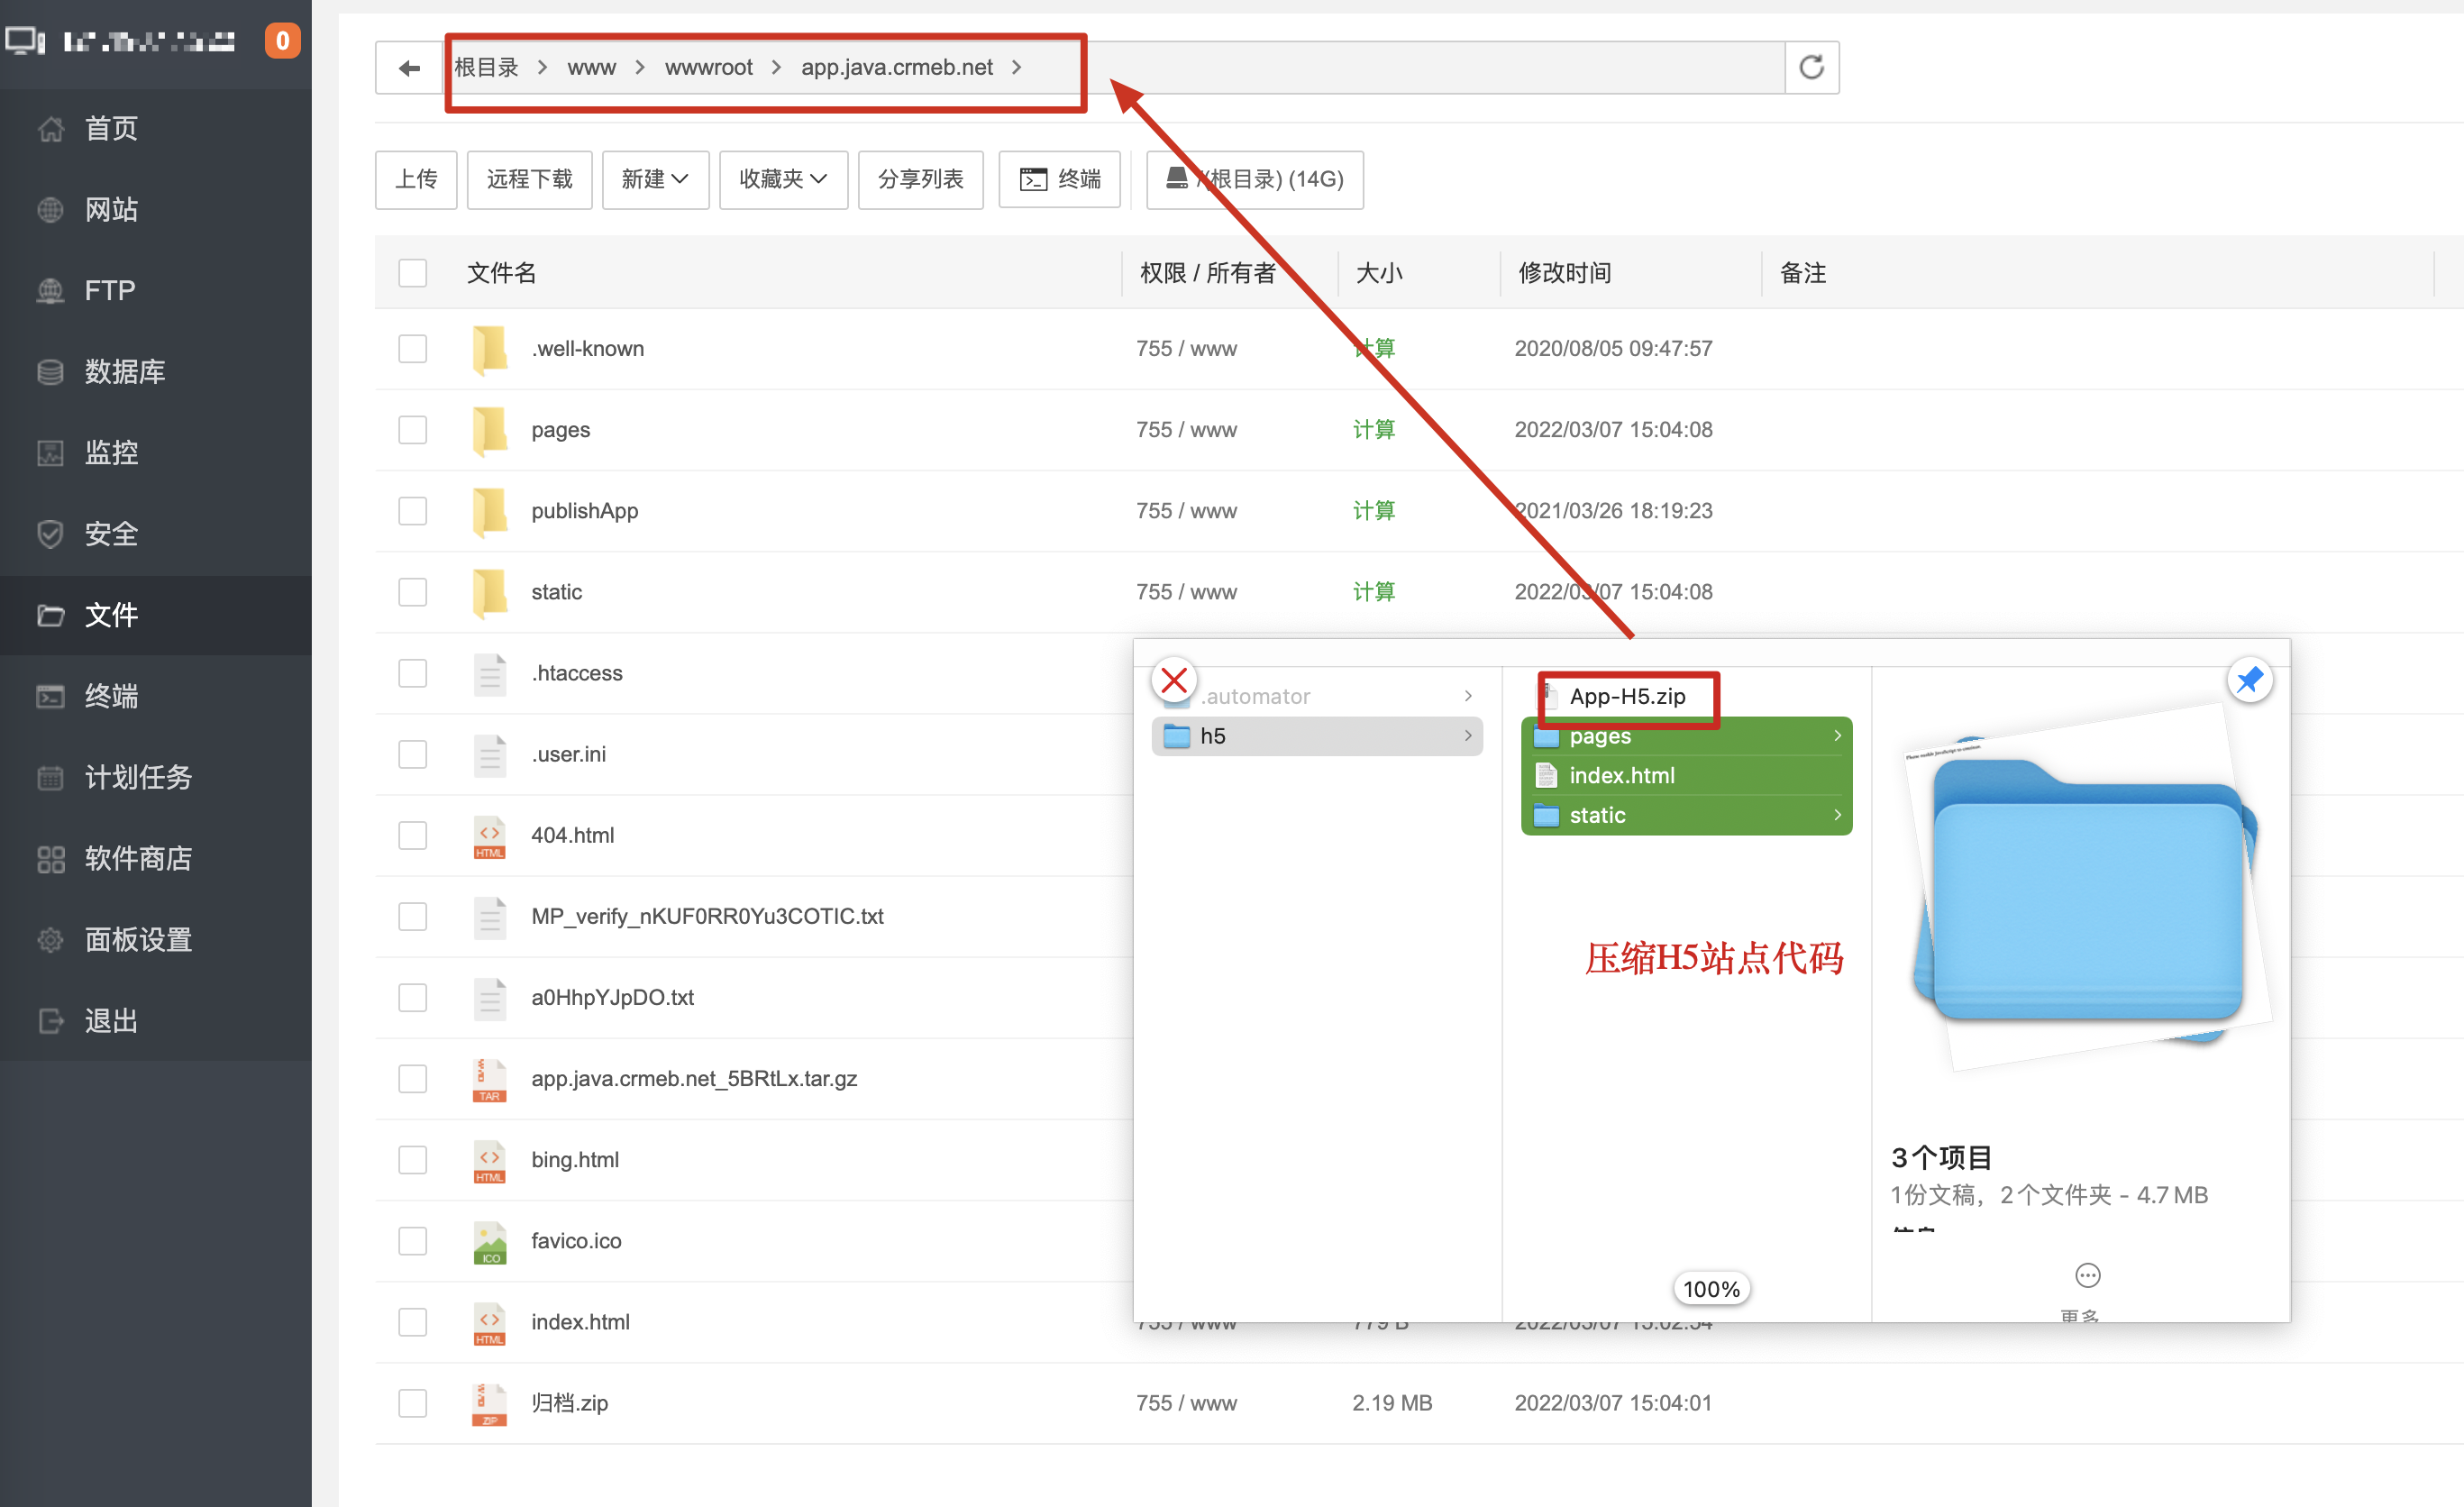 0
首页
网站
FTP
数据库
监控
安全
文件
终端
计划任务
软件商店
面板设置
退出
根目录 > www > wwwroot > app.java.crmeb.net >
上传 远程下载 新建 收藏夹 分享列表 终端 /(根目录) (14G)
文件名 权限 / 所有者 大小 修改时间 备注
.well-known 755 / www 计算 2020/08/05 09:47:57
pages 755 / www 计算 2022/03/07 15:04:08
publishApp 755 / www 计算 2021/03/26 18:19:23
static 755 / www 计算 2022/03/07 15:04:08
.htaccess
.user.ini
HTML 404.html
MP_verify_nKUF0RR0Yu3COTIC.txt
a0HhpYJpDO.txt
TAR app.java.crmeb.net_5BRtLx.tar.gz
HTML bing.html
ICO favico.ico
HTML index.html 755 / www 779 B 2022/03/07 15:02:54
ZIP 归档.zip 755 / www 2.19 MB 2022/03/07 15:04:01
.automator
h5
App-H5.zip
pages
index.html
static
压缩H5站点代码
100%
3个项目
1份文稿，2个文件夹 - 4.7 MB
信息
更多